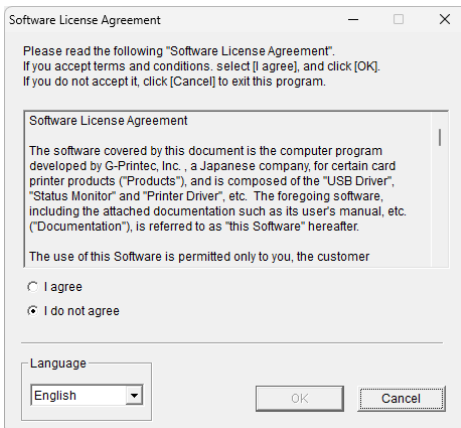 Software License Agreement
Please read the following "Software License Agreement".
If you accept terms and conditions. select [I agree], and click [OK].
If you do not accept it, click [Cancel] to exit this program.
Software License Agreement
The software covered by this document is the computer program
developed by G-Printec, Inc. , a Japanese company, for certain card
printer products ("Products"), and is composed of the "USB Driver",
"Status Monitor" and "Printer Driver", etc. The foregoing software,
including the attached documentation such as its user's manual, etc.
("Documentation"), is referred to as "this Software" hereafter.
The use of this Software is permitted only to you, the customer
I agree
I do not agree
Language
English
OK
Cancel